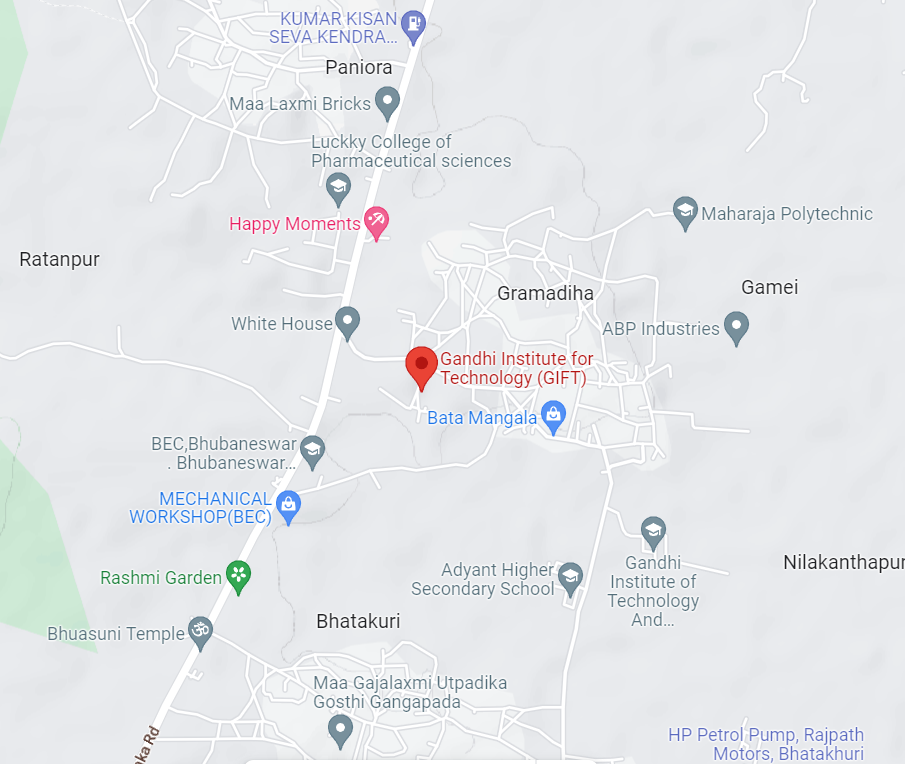 KUMAR KISAN
SEVA KENDRA...
Paniora
Maa Laxmi Bricks
Luckky College of
Pharmaceutical sciences
Maharaja Polytechnic
Happy Moments
Ratanpur
Gamei
Gramadiha
White House
ABP Industries
Gandhi Institute for
Technology (GIFT)
Bata Mangala
BEC,Bhubaneswar
. Bhubaneswar...
MECHANICAL
WORKSHOP(BEC)
Rashmi Garden
Adyant Higher
Secondary School
Gandhi
Institute of
Technology
And...
Nilakanthapur
Bhatakuri
Bhuasuni Temple
Maa Gajalaxmi Utpadika
Gosthi Gangapada
ka Rd
HP Petrol Pump, Rajpath
Motors, Bhatakhuri